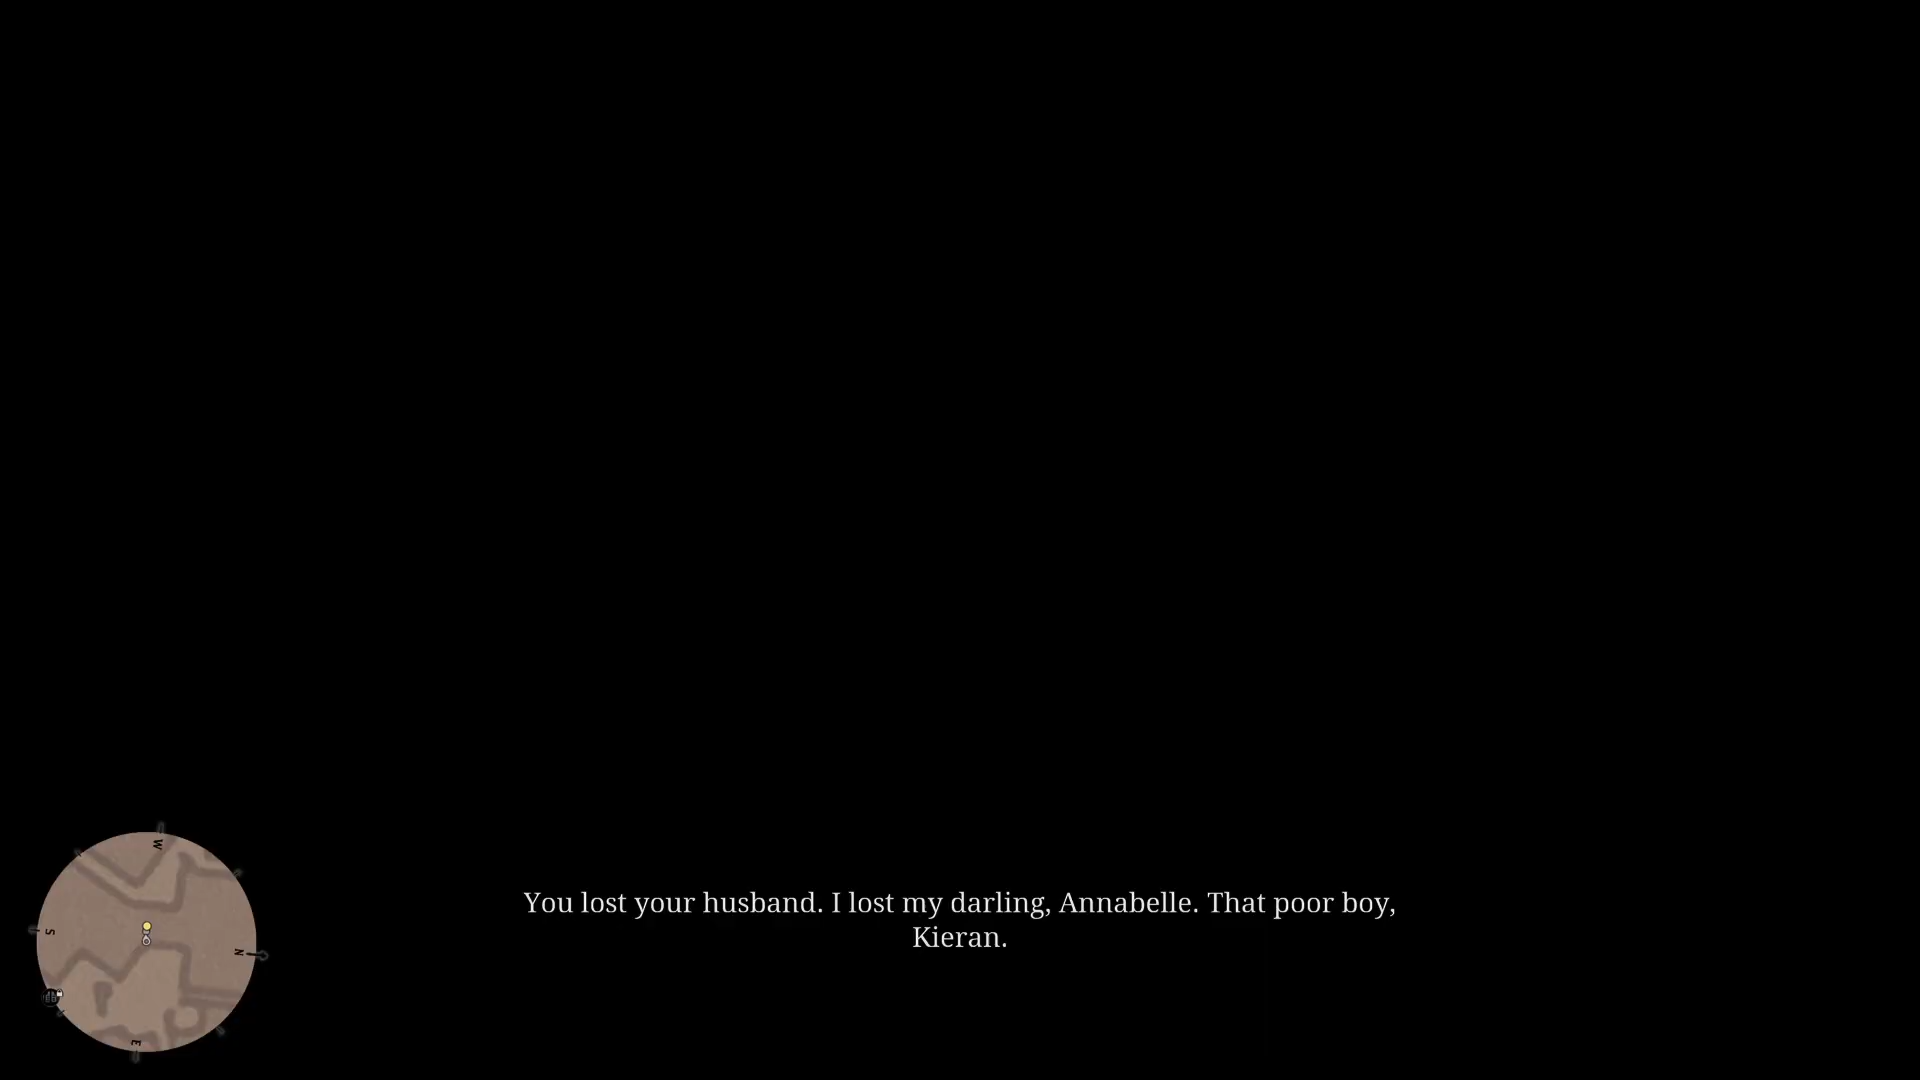 W
S
N
E
You lost your husband. I lost my darling, Annabelle. That poor boy,
Kieran.